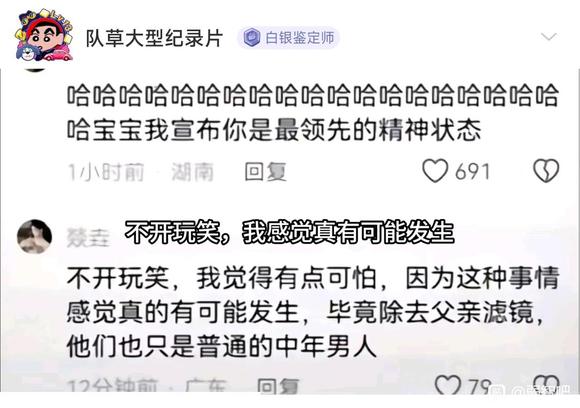 队草大型纪录片 白银鉴定师
哈哈哈哈哈哈哈哈哈哈哈哈哈哈哈哈哈哈哈
哈宝宝我宣布你是最领先的精神状态
1小时前 · 湖南 回复 691
不开玩笑，我感觉真有可能发生
不开玩笑，我觉得有点可怕，因为这种事情
感觉真的有可能发生，毕竟除去父亲滤镜，
他们也只是普通的中年男人
12分钟前 · 广东 回复 79